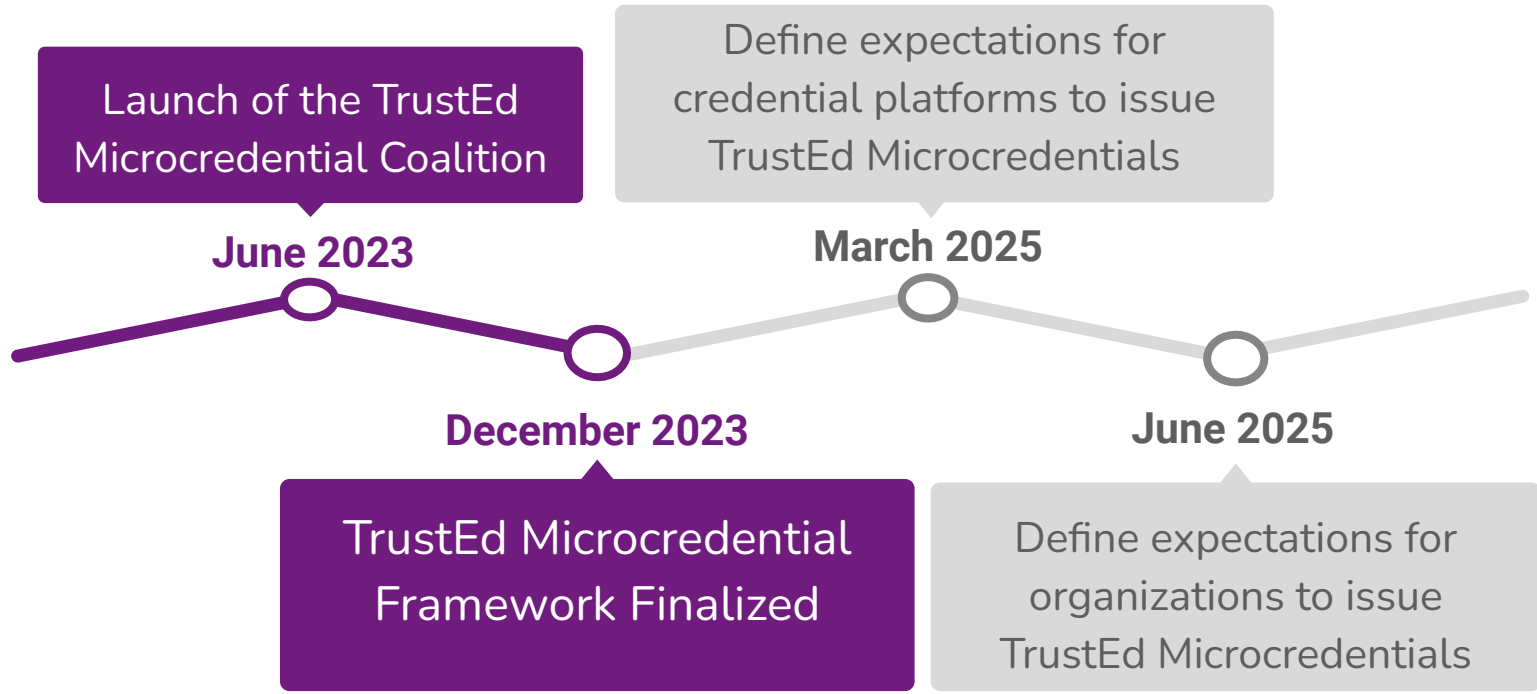 Launch of the TrustEd
Microcredential Coalition
June 2023
December 2023
TrustEd Microcredential
Framework Finalized
Define expectations for
credential platforms to issue
TrustEd Microcredentials
March 2025
June 2025
Define expectations for
organizations to issue
TrustEd Microcredentials